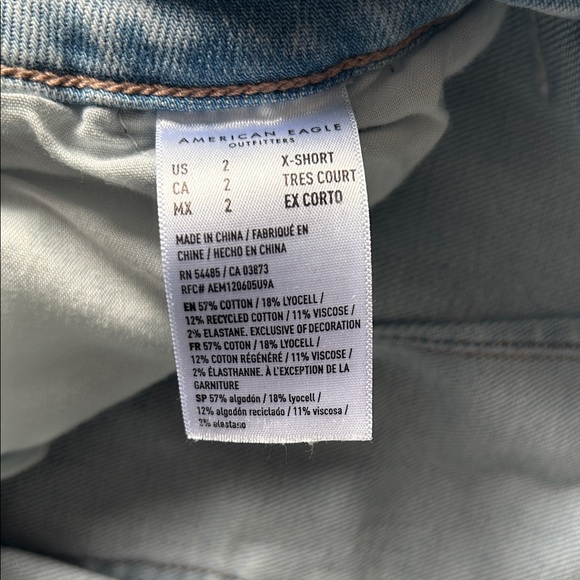 AMERICAN EAGLE
OUTFITTERS
US 2 X-SHORT
CA 2 TRES COURT
MX 2 EX CORTO
MADE IN CHINA / FABRIQUÉ EN
CHINE / HECHO EN CHINA
RN 54485 / CA 03873
RFC# AEM120605U9A
EN 57% COTTON / 18% LYOCELL /
12% RECYCLED COTTON / 11% VISCOSE /
2% ELASTANE. EXCLUSIVE OF DECORATION
FR 57% COTON / 18% LYOCELL /
12% COTON RÉGÉNÉRÉ / 11% VISCOSE /
2% ÉLASTHANNE. À L'EXCEPTION DE LA
GARNITURE
SP 57% algodón / 18% lyocell /
12% algodón reciclado / 11% viscosa /
2% elastano